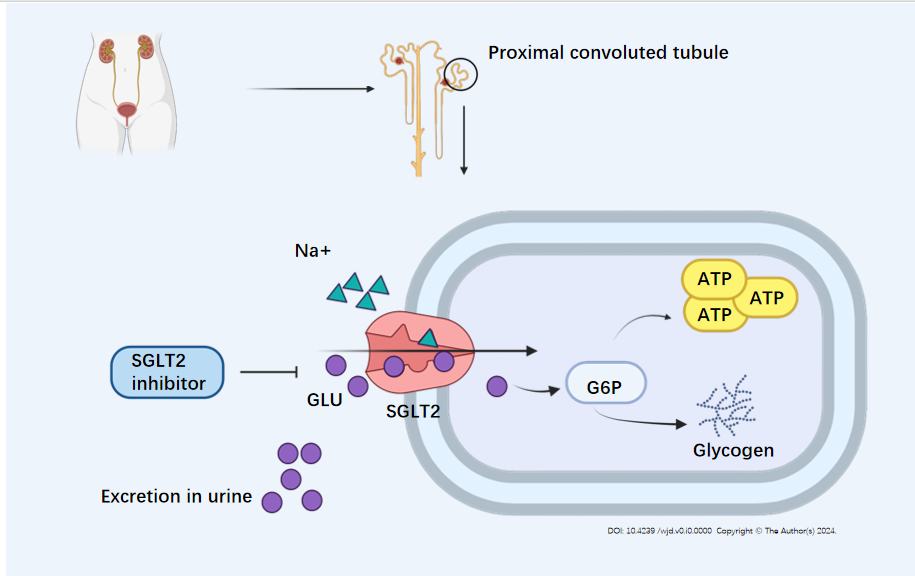 Proximal convoluted tubule
Na+
ATP
ATP
ATP
SGLT2
inhibitor
GLU
SGLT2
G6P
Glycogen
Excretion in urine
DOI: 10.4239 /wjd.v0.i0.0000 Copyright © The Author(s) 2024.